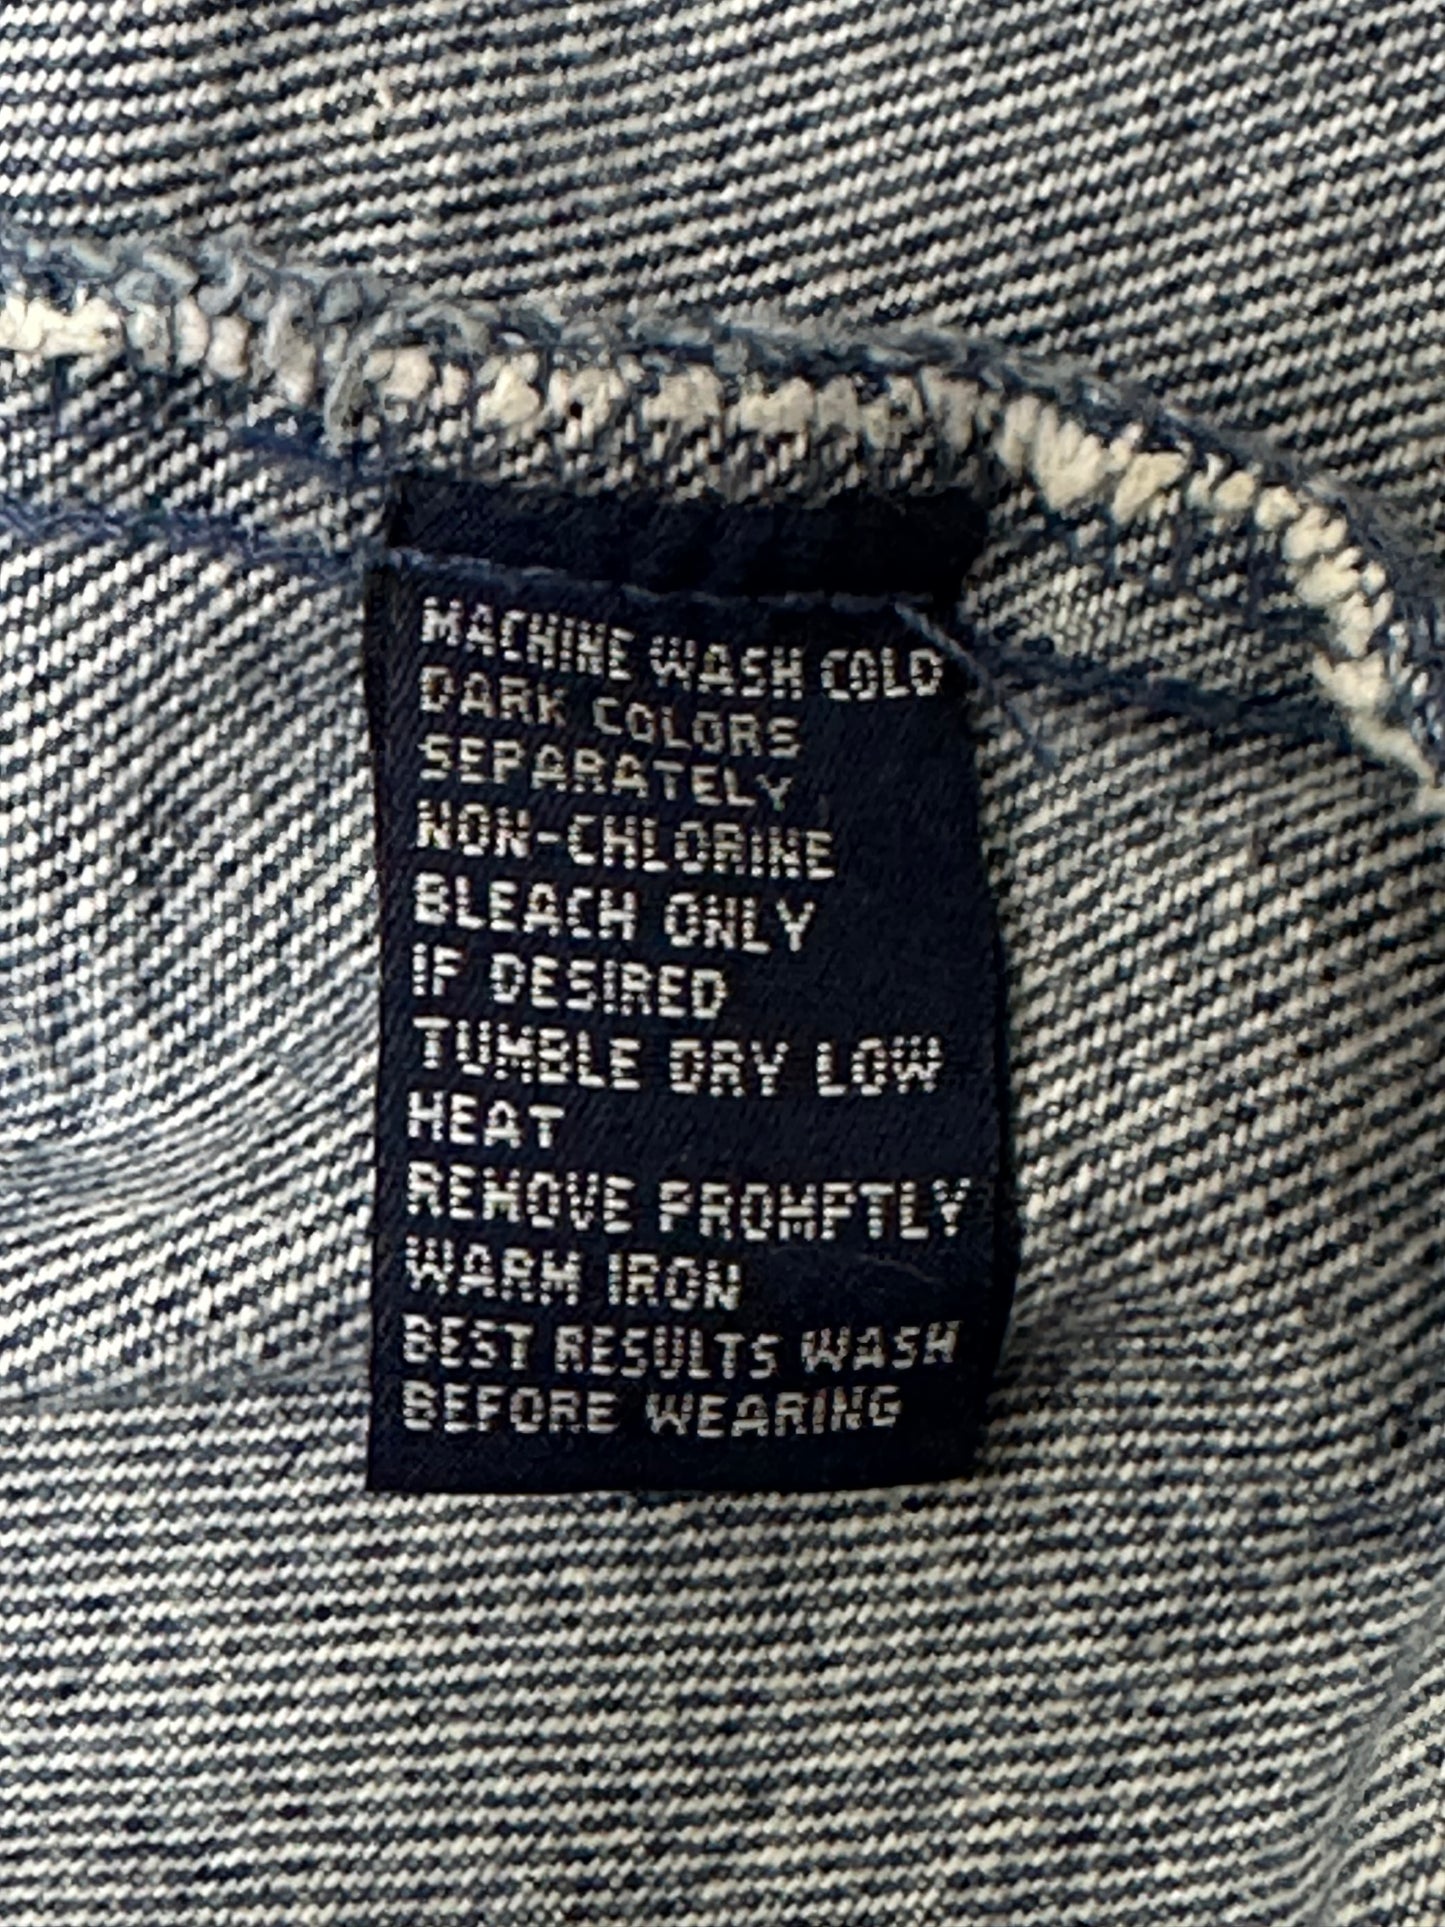 MACHINE WASH COLD
DARK COLORS
SEPARATELY
NON-CHLORINE
BLEACH ONLY
IF DESIRED
TUMBLE DRY LOW
HEAT
REMOVE PROMPTLY
WARM IRON
BEST RESULTS WASH
BEFORE WEARING